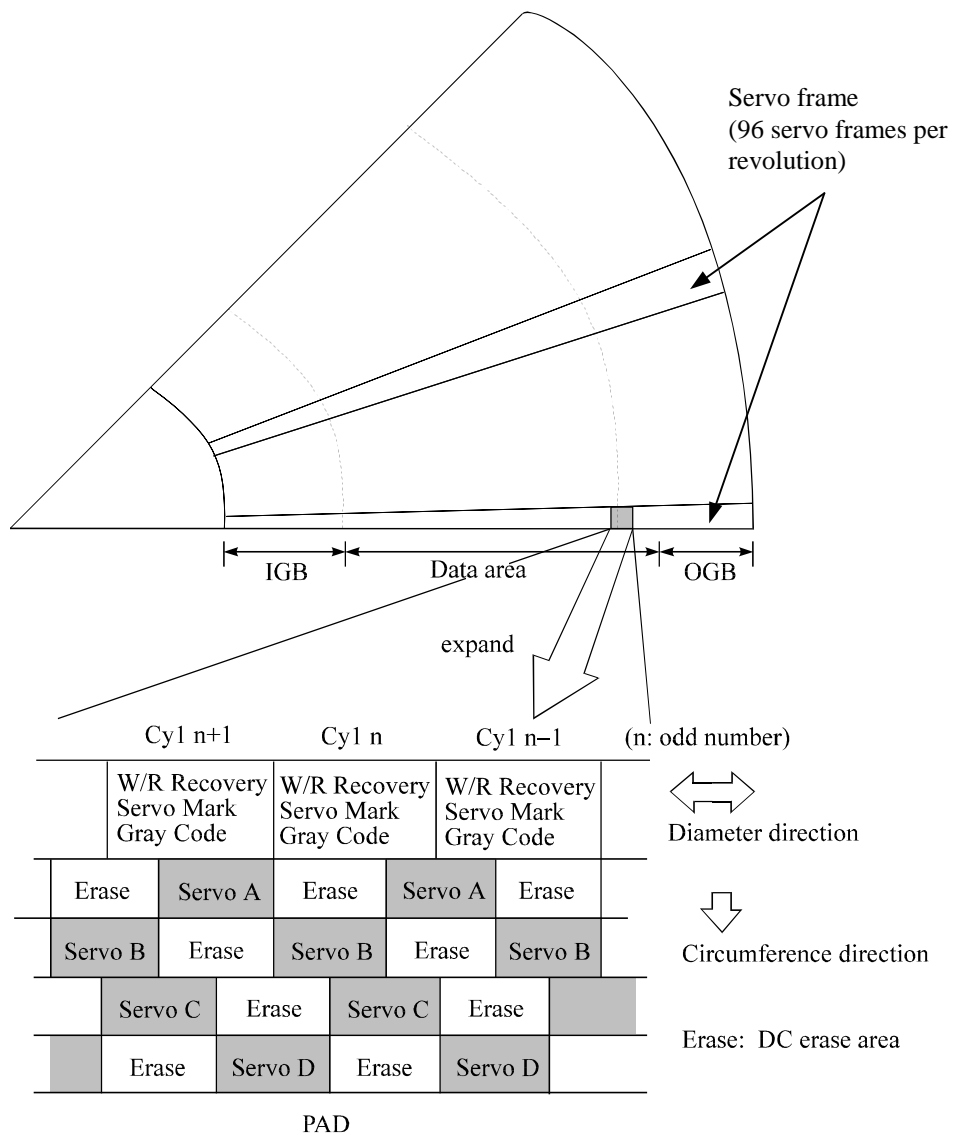 Servo frame
(96 servo frames per
revolution)
IGB
Data area
OGB
expand
Cy1 n+1
Cy1 n
Cy1 n−1
(n: odd number)
W/R Recovery
Servo Mark
Gray Code
W/R Recovery
Servo Mark
Gray Code
W/R Recovery
Servo Mark
Gray Code
Diameter direction
Erase
Servo A
Erase
Servo A
Erase
Servo B
Erase
Servo B
Erase
Servo B
Circumference direction
Servo C
Erase
Servo C
Erase
Erase: DC erase area
Erase
Servo D
Erase
Servo D
PAD